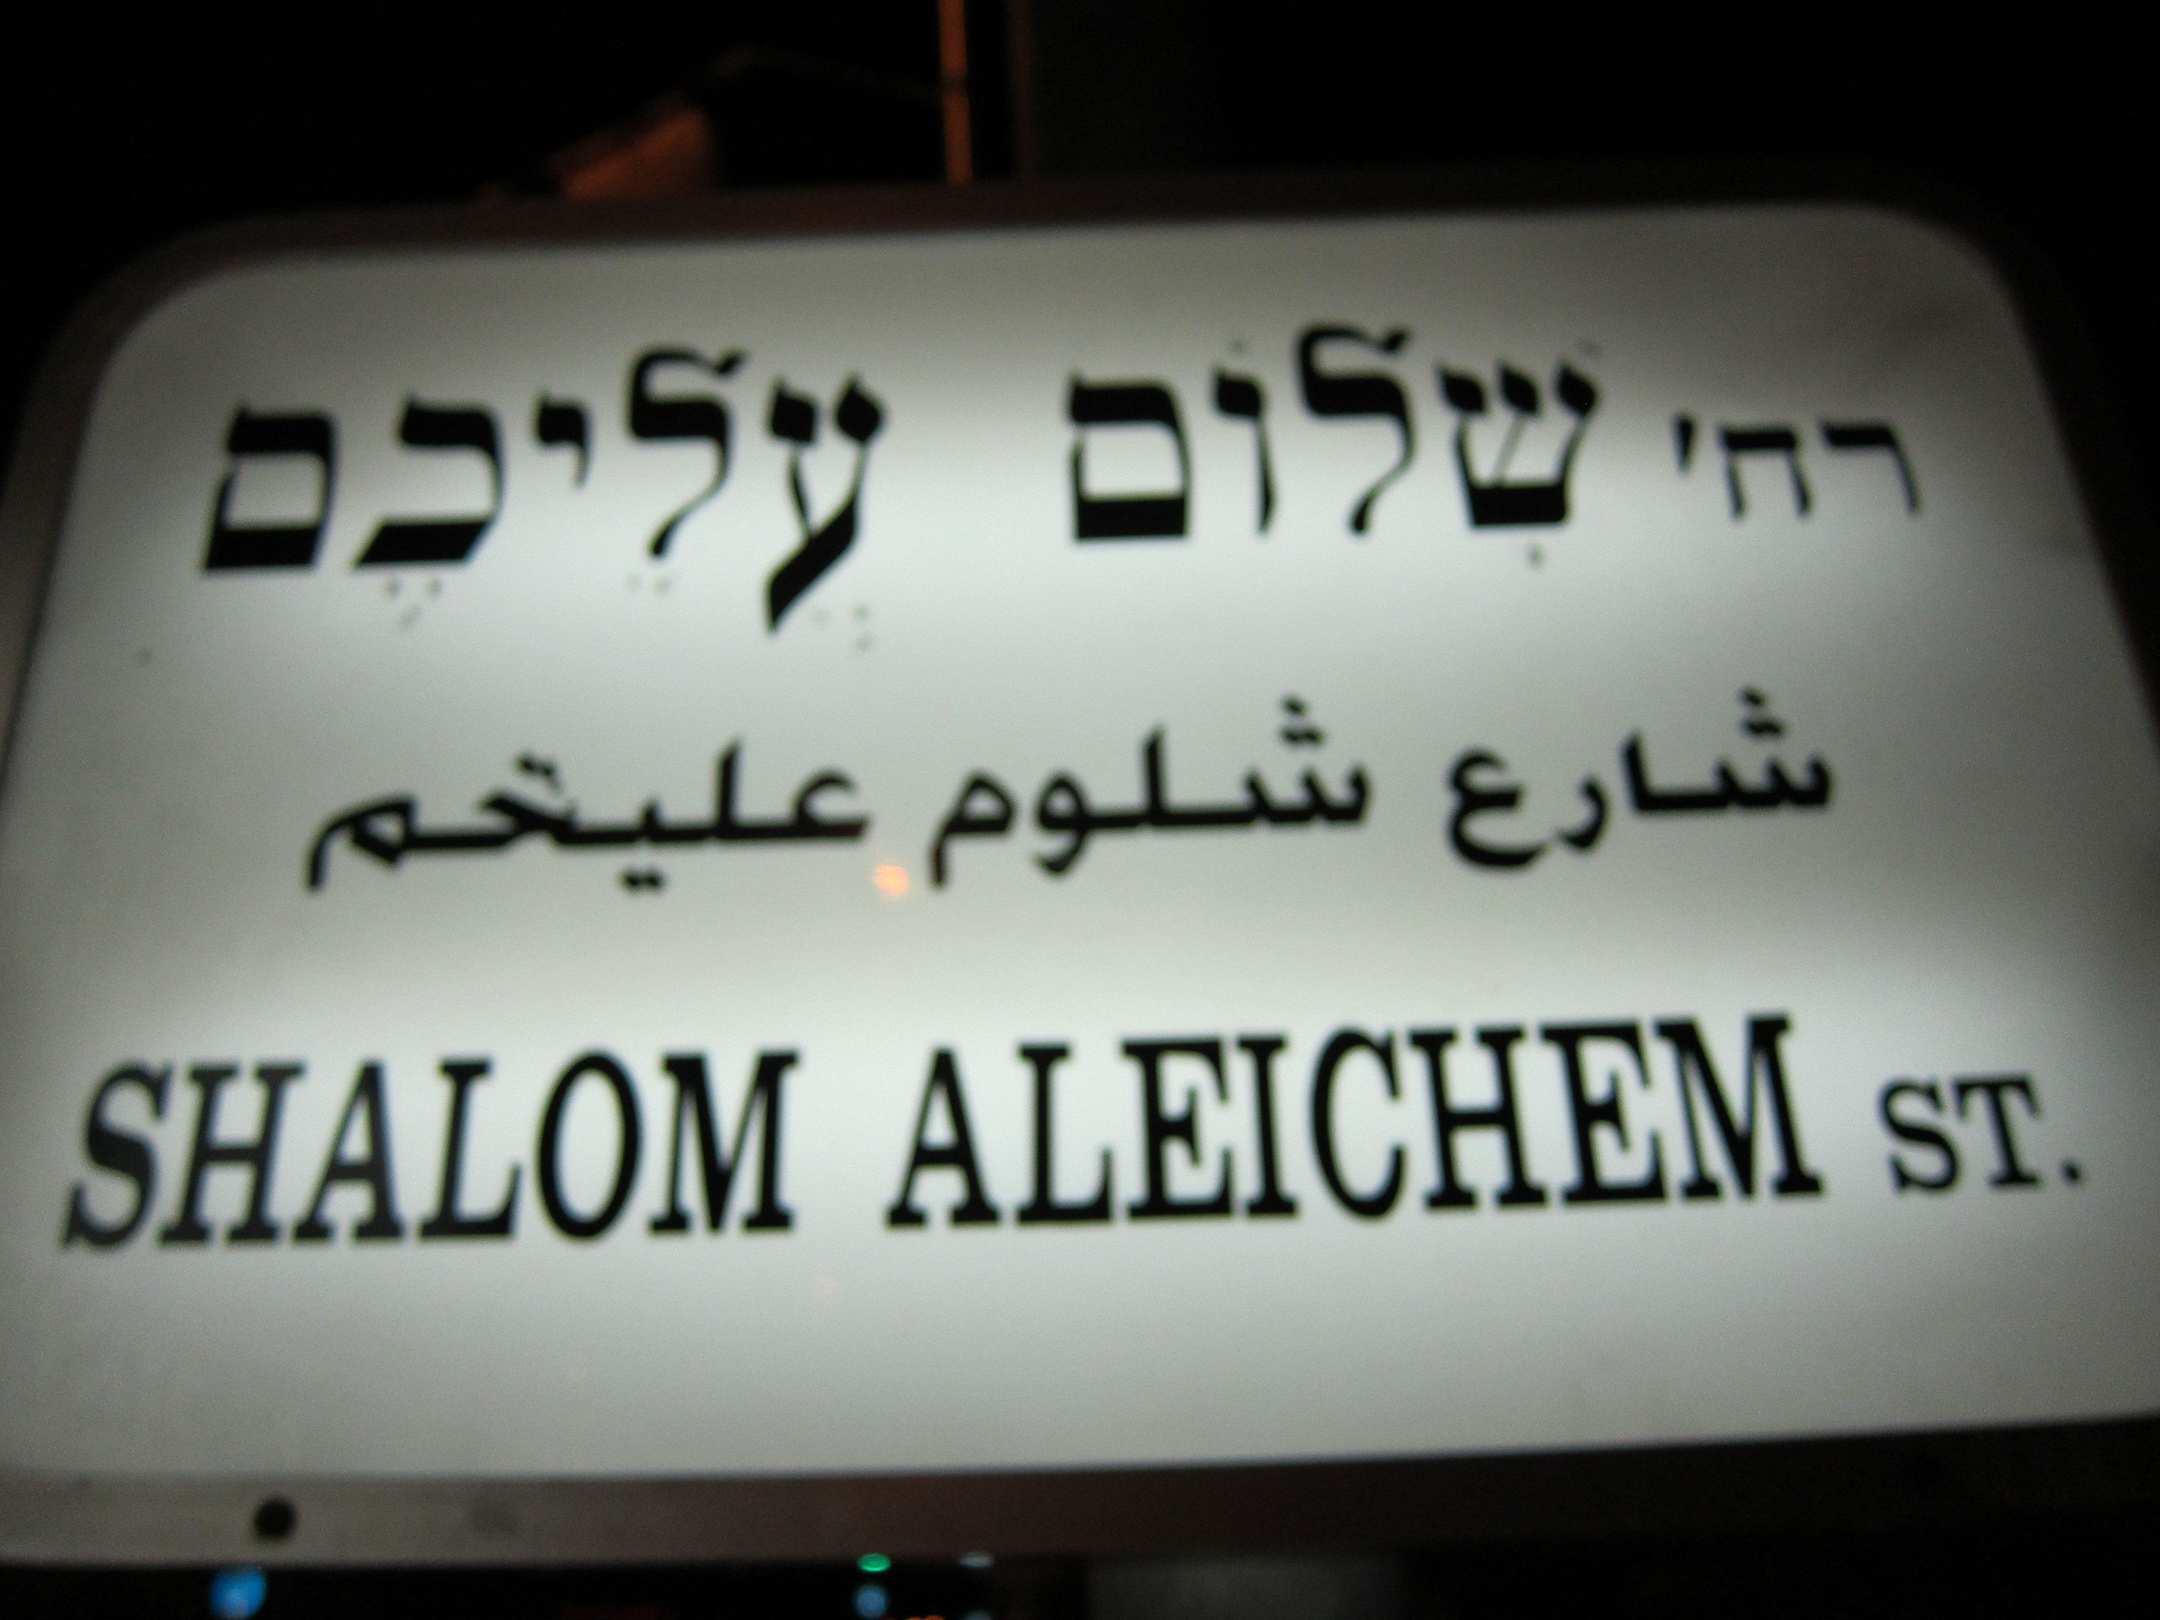 רח' שָׁלוֹם עֲלֵיכֶם
شارع شلوم عليخم
SHALOM ALEICHEM ST.